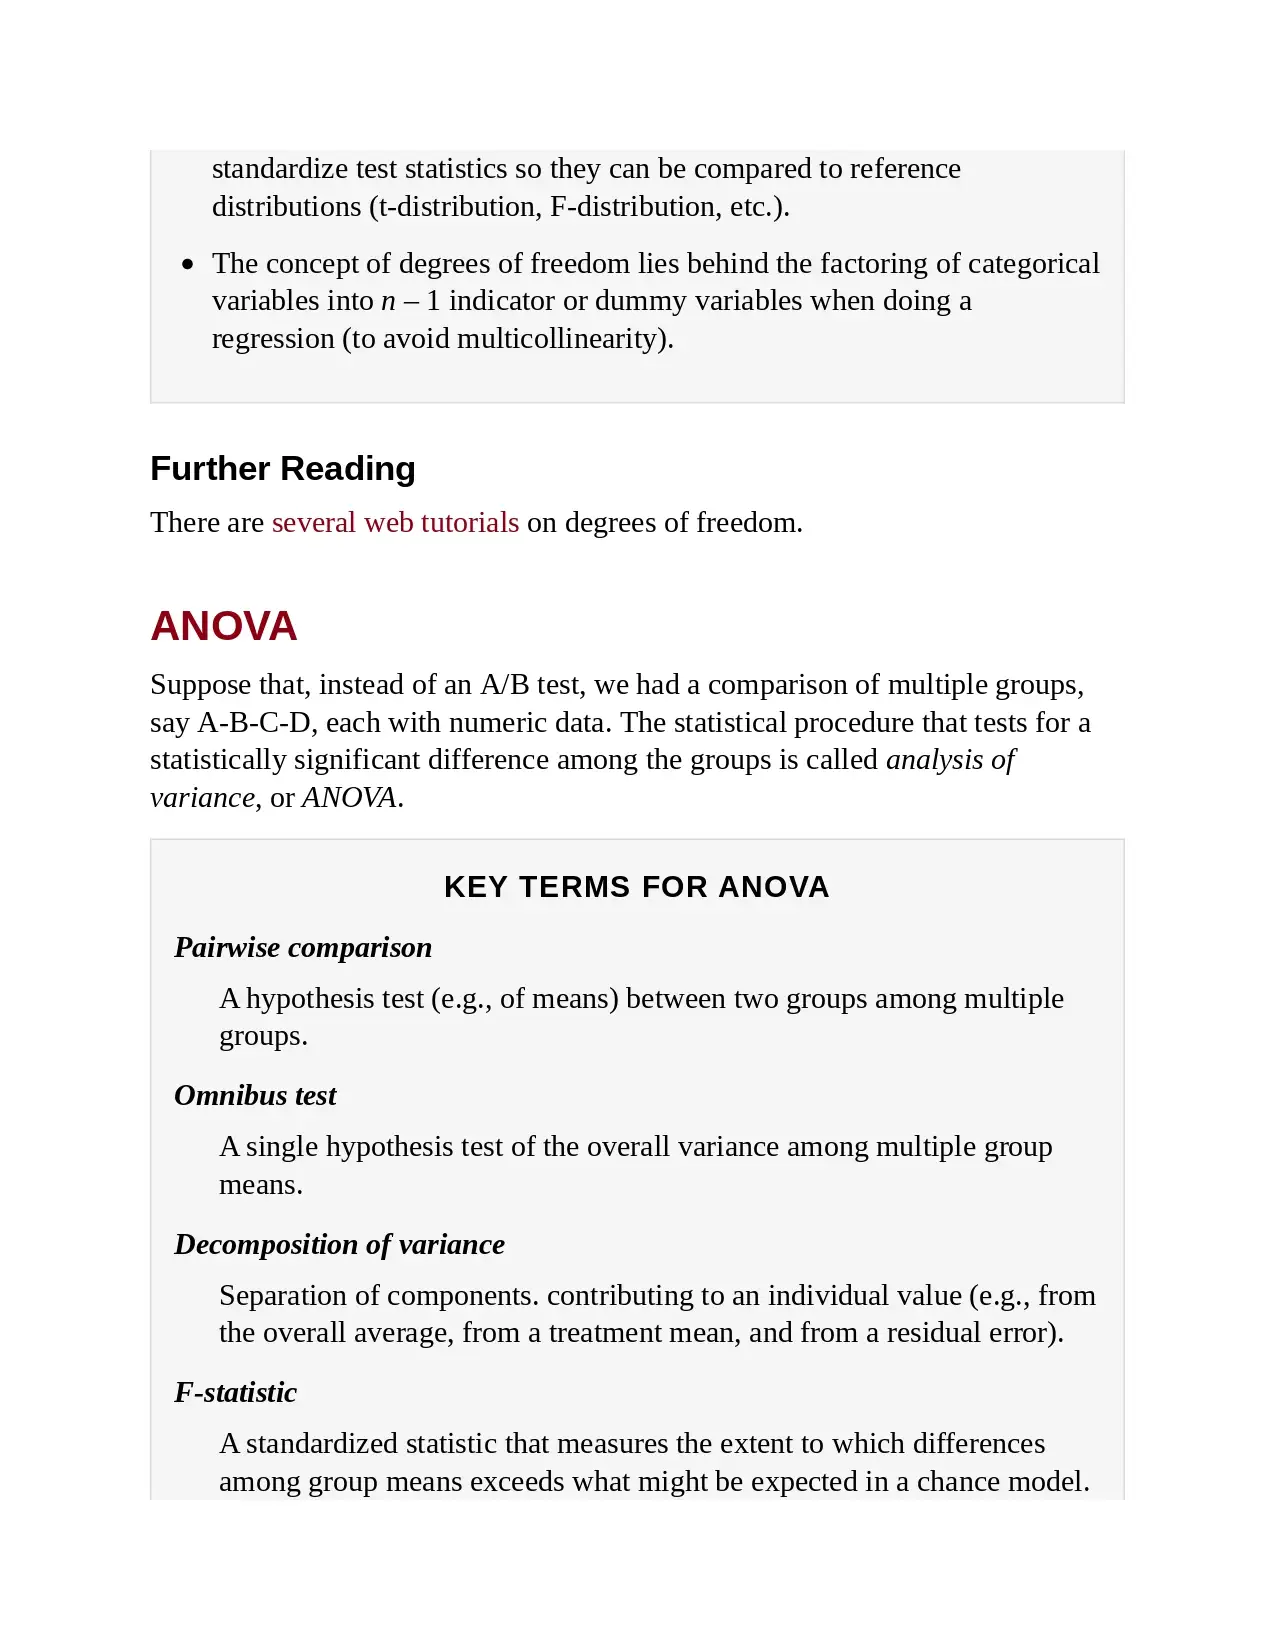 standardize test statistics so they can be compared to reference
distributions (t-distribution, F-distribution, etc.).
• The concept of degrees of freedom lies behind the factoring of categorical
variables into n – 1 indicator or dummy variables when doing a
regression (to avoid multicollinearity).
Further Reading
There are several web tutorials on degrees of freedom.
ANOVA
Suppose that, instead of an A/B test, we had a comparison of multiple groups,
say A-B-C-D, each with numeric data. The statistical procedure that tests for a
statistically significant difference among the groups is called analysis of
variance, or ANOVA.
KEY TERMS FOR ANOVA
Pairwise comparison
A hypothesis test (e.g., of means) between two groups among multiple
groups.
Omnibus test
A single hypothesis test of the overall variance among multiple group
means.
Decomposition of variance
Separation of components. contributing to an individual value (e.g., from
the overall average, from a treatment mean, and from a residual error).
F-statistic
A standardized statistic that measures the extent to which differences
among group means exceeds what might be expected in a chance model.